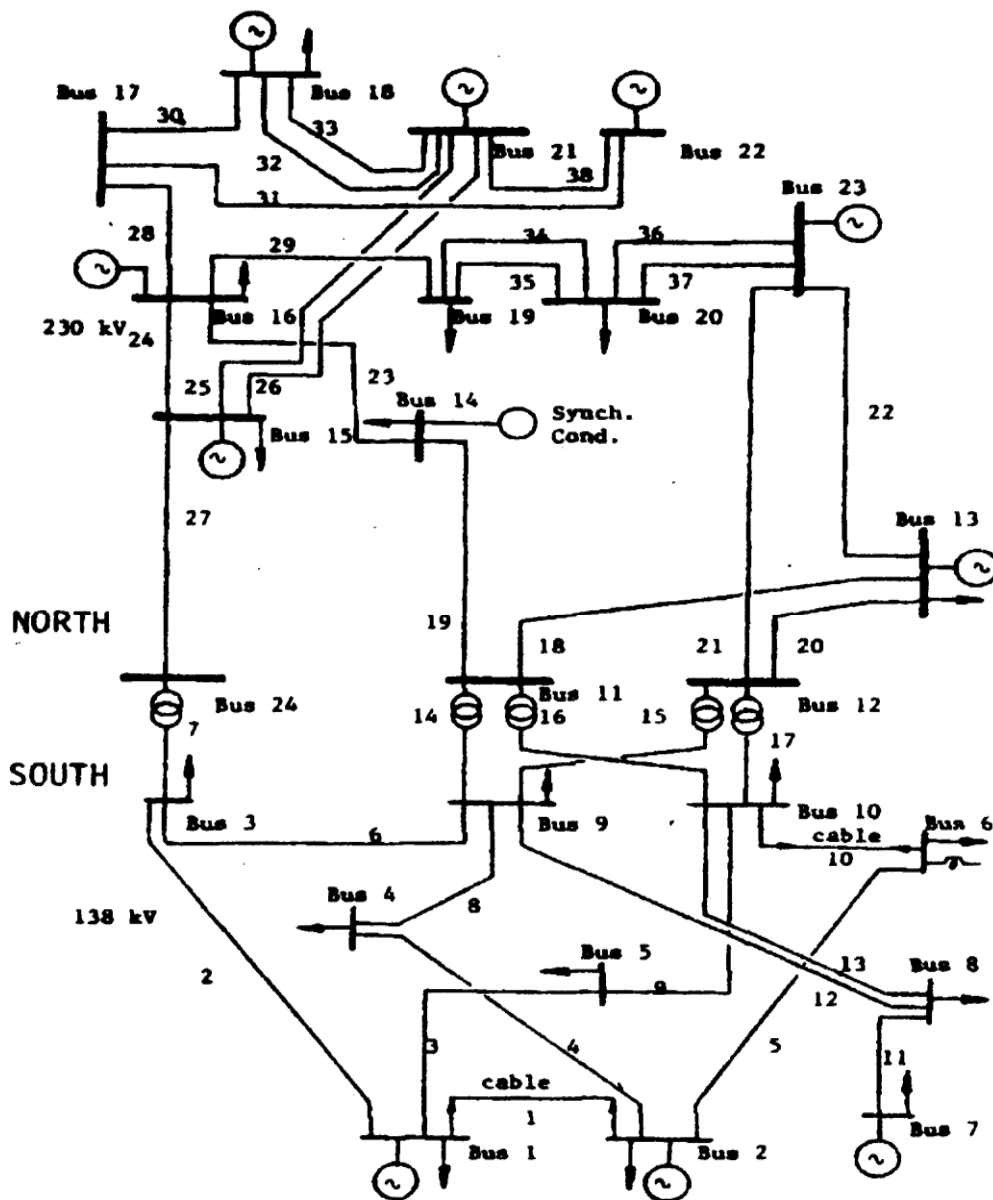 Bus 18
Bus 17
30
33
Bus 21
Bus 22
32
38
31
Bus 23
28
29
34
36
35
37
Bus 16
Bus 19
Bus 20
230 kV
24
25
26
23
Bus 14
Synch.
Cond.
Bus 15
22
27
Bus 13
NORTH
19
18
21
20
Bus 24
Bus 11
Bus 12
7
14
16
15
17
SOUTH
Bus 3
Bus 9
Bus 10
Bus 6
6
cable
10
Bus 4
8
138 kV
2
Bus 5
9
13
Bus 8
12
3
4
5
11
cable
1
Bus 1
Bus 2
Bus 7